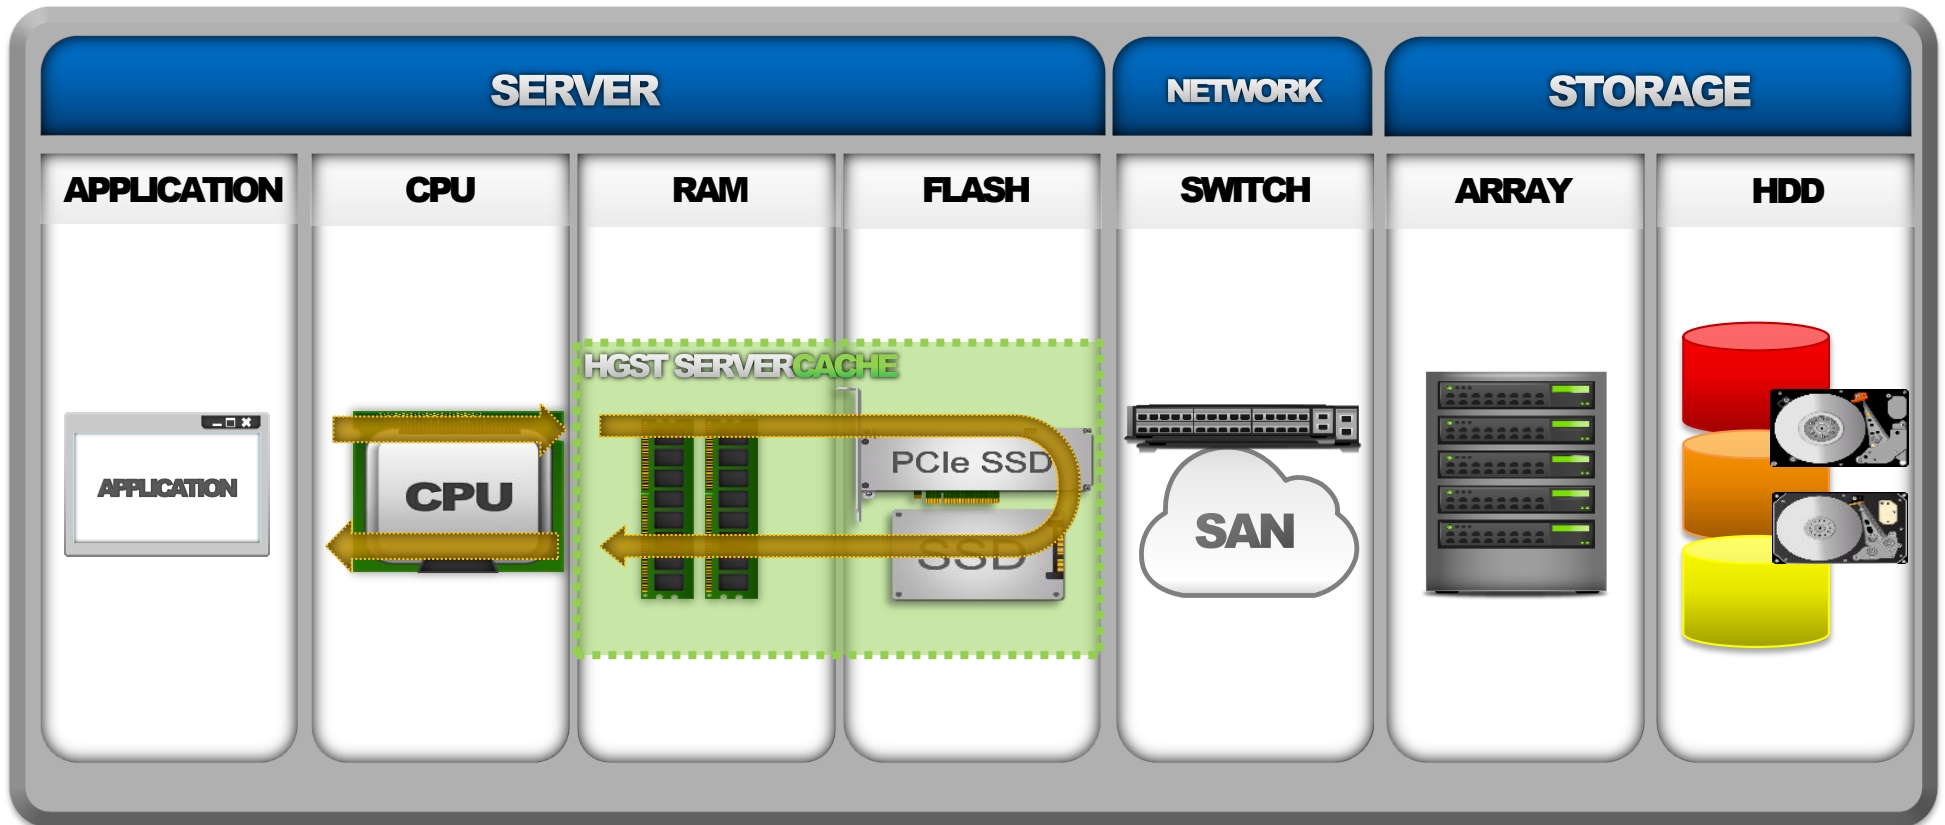 SERVER
NETWORK
STORAGE
APPLICATION
CPU
RAM
FLASH
SWITCH
ARRAY
HDD
HGST SERVERCACHE
APPLICATION
CPU
PCIe SSD
SSD
SAN